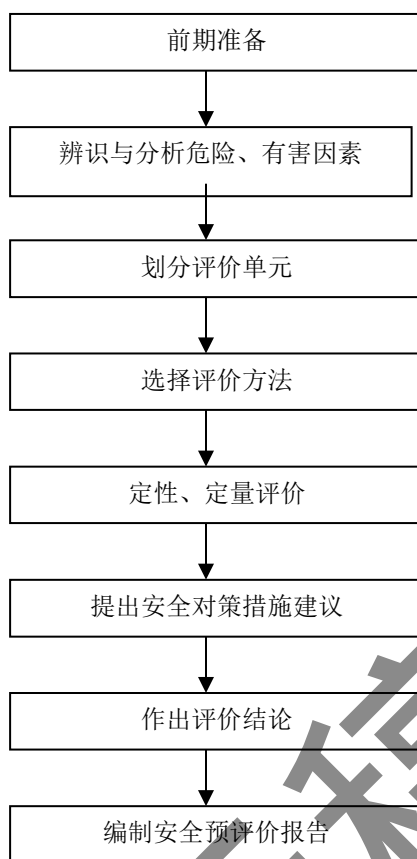 前期准备
辨识与分析危险、有害因素
划分评价单元
选择评价方法
定性、定量评价
提出安全对策措施建议
作出评价结论
编制安全预评价报告
稿